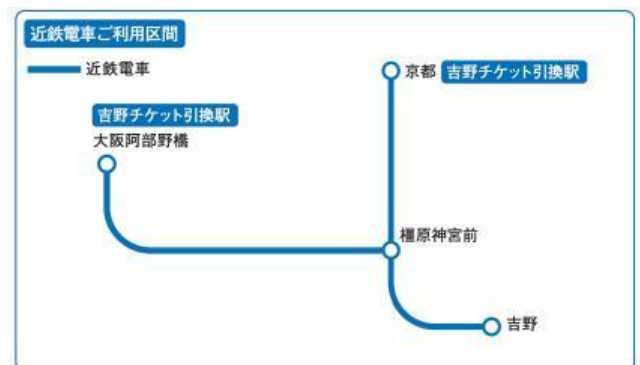 近鉄電車ご利用区間
近鉄電車
京都 吉野チケット引換駅
吉野チケット引換駅
大阪阿部野橋
橿原神宮前
吉野